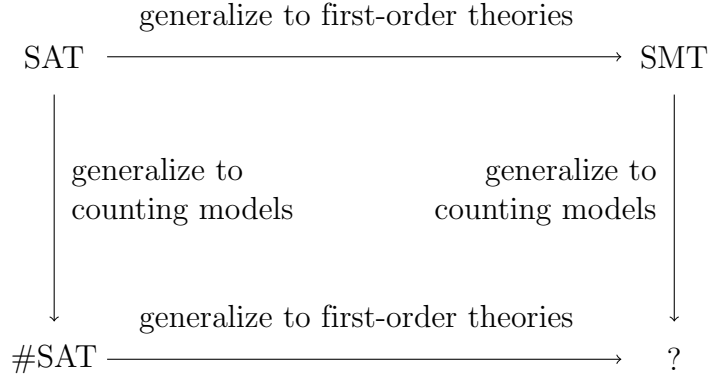 generalize to first-order theories
SAT SMT
generalize to generalize to
counting models counting models
generalize to first-order theories
#SAT ?